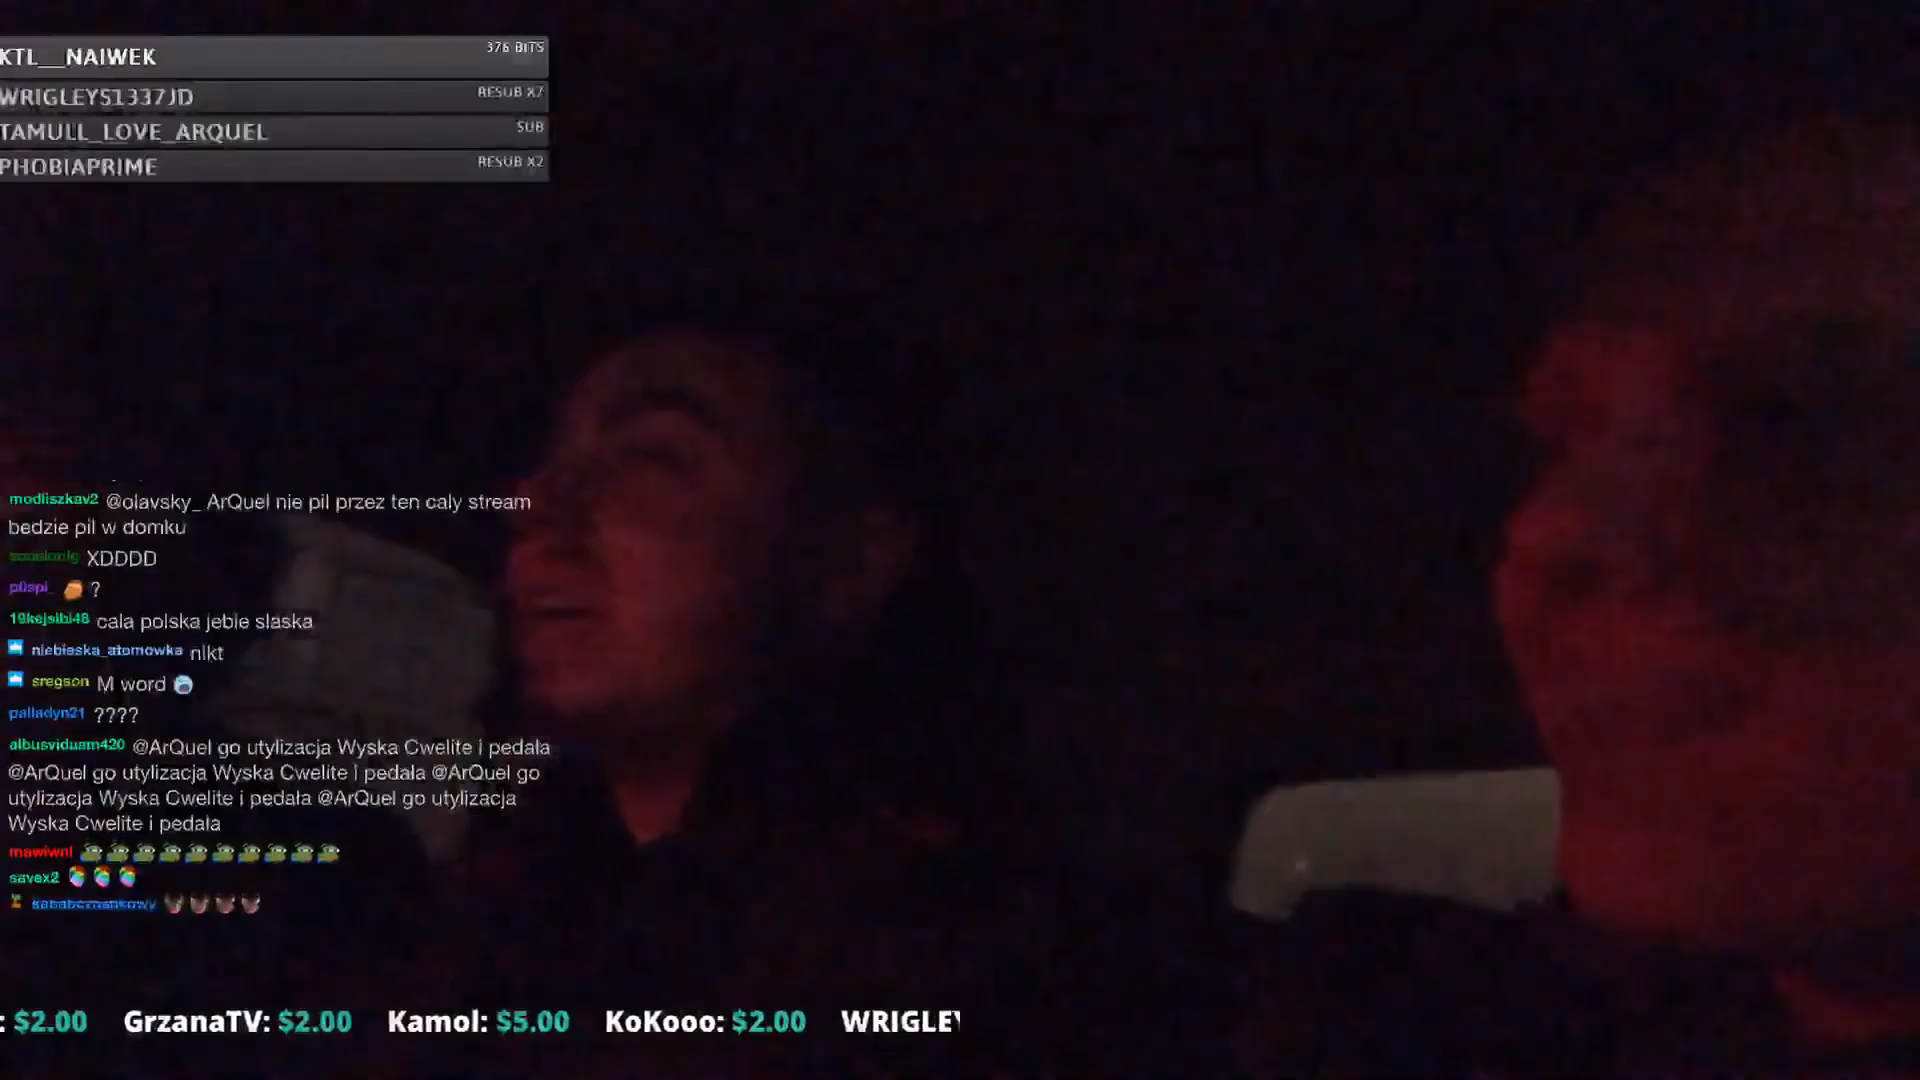 KTL__NAIWEK 376 BITS
WRIGLEYS1337JD RESUB X7
TAMULL_LOVE_ARQUEL SUB
PHOBIAPRIME RESUB X2
modliszkav2 @olavsky_ ArQuel nie pil przez ten caly stream
bedzie pil w domku
XDDDD
p0spi_ ?
19kejsibi48 cala polska jebie slaska
niebieska_atomowka nikt
sregson M word
palladyn21 ????
albusviduam420 @ArQuel go utylizacja Wyska Cwelite i pedala
@ArQuel go utylizacja Wyska Cwelite i pedala @ArQuel go
utylizacja Wyska Cwelite i pedala @ArQuel go utylizacja
Wyska Cwelite i pedala
mawiwnl
savex2
: $2.00 GrzanaTV: $2.00 Kamol: $5.00 KoKooo: $2.00 WRIGLEY